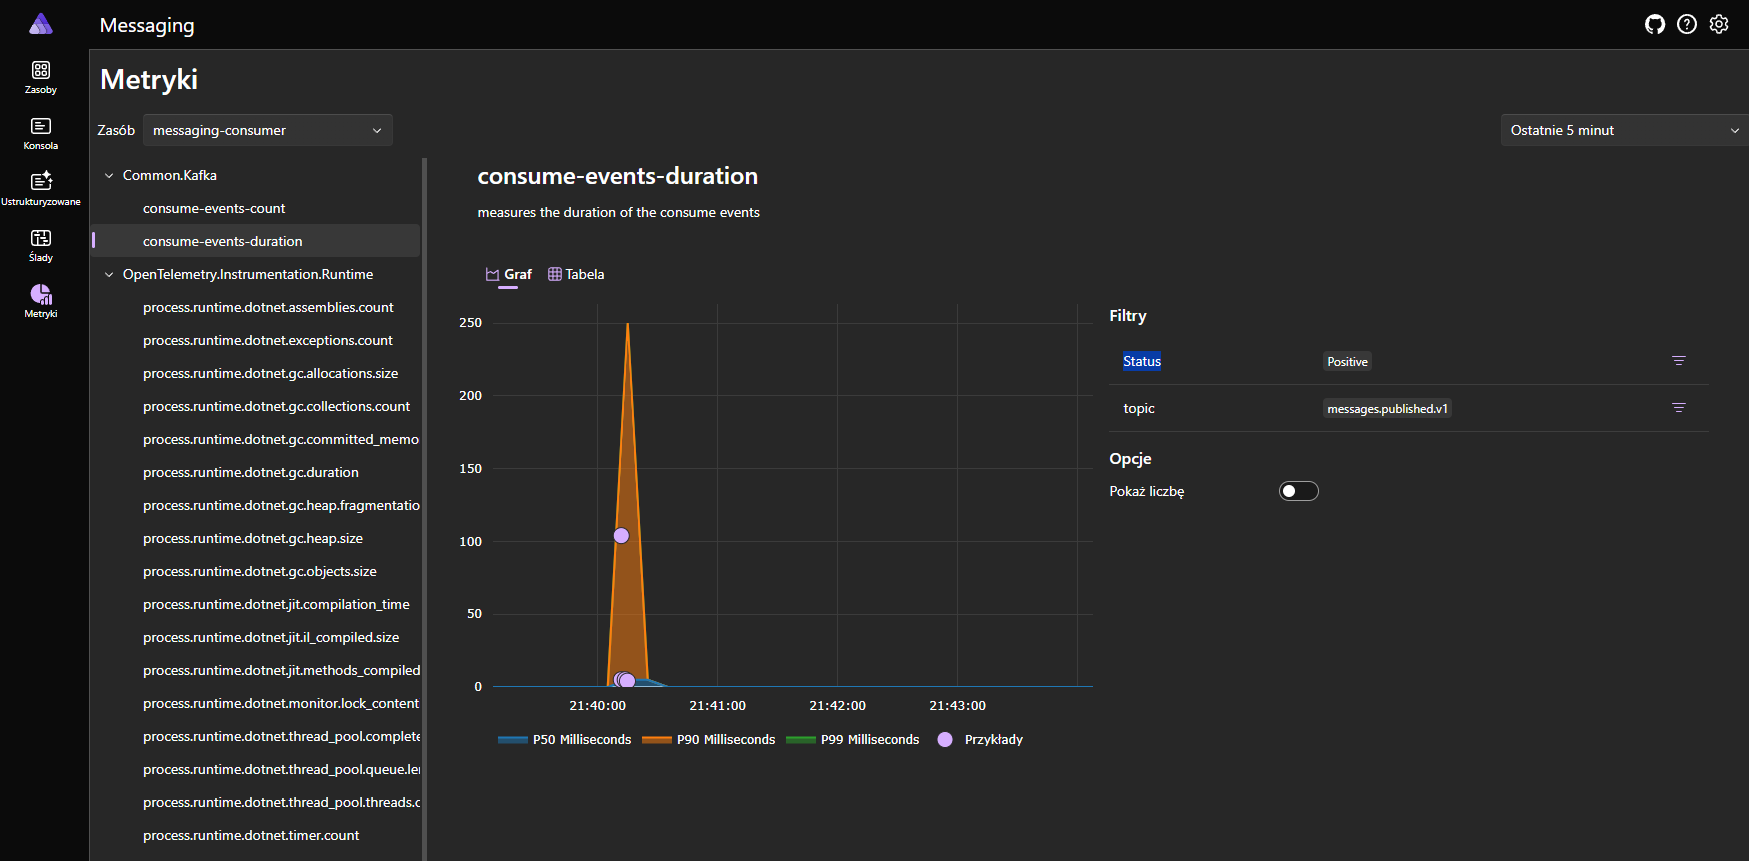 Messaging
Zasoby
Konsola
Ustrukturyzowane
Ślady
Metryki
Metryki
Zasób
messaging-consumer
Ostatnie 5 minut
Common.Kafka
consume-events-count
consume-events-duration
OpenTelemetry.Instrumentation.Runtime
process.runtime.dotnet.assemblies.count
process.runtime.dotnet.exceptions.count
process.runtime.dotnet.gc.allocations.size
process.runtime.dotnet.gc.collections.count
process.runtime.dotnet.gc.committed_memo
process.runtime.dotnet.gc.duration
process.runtime.dotnet.gc.heap.fragmentatio
process.runtime.dotnet.gc.heap.size
process.runtime.dotnet.gc.objects.size
process.runtime.dotnet.jit.compilation_time
process.runtime.dotnet.jit.il_compiled.size
process.runtime.dotnet.jit.methods_compiled
process.runtime.dotnet.monitor.lock_content
process.runtime.dotnet.thread_pool.complete
process.runtime.dotnet.thread_pool.queue.le
process.runtime.dotnet.thread_pool.threads.c
process.runtime.dotnet.timer.count
consume-events-duration
measures the duration of the consume events
Graf Tabela
250
200
150
100
50
0
21:40:00 21:41:00 21:42:00 21:43:00
P50 Milliseconds P90 Milliseconds P99 Milliseconds Przykłady
Filtry
Status Positive
topic messages.published.v1
Opcje
Pokaż liczbę